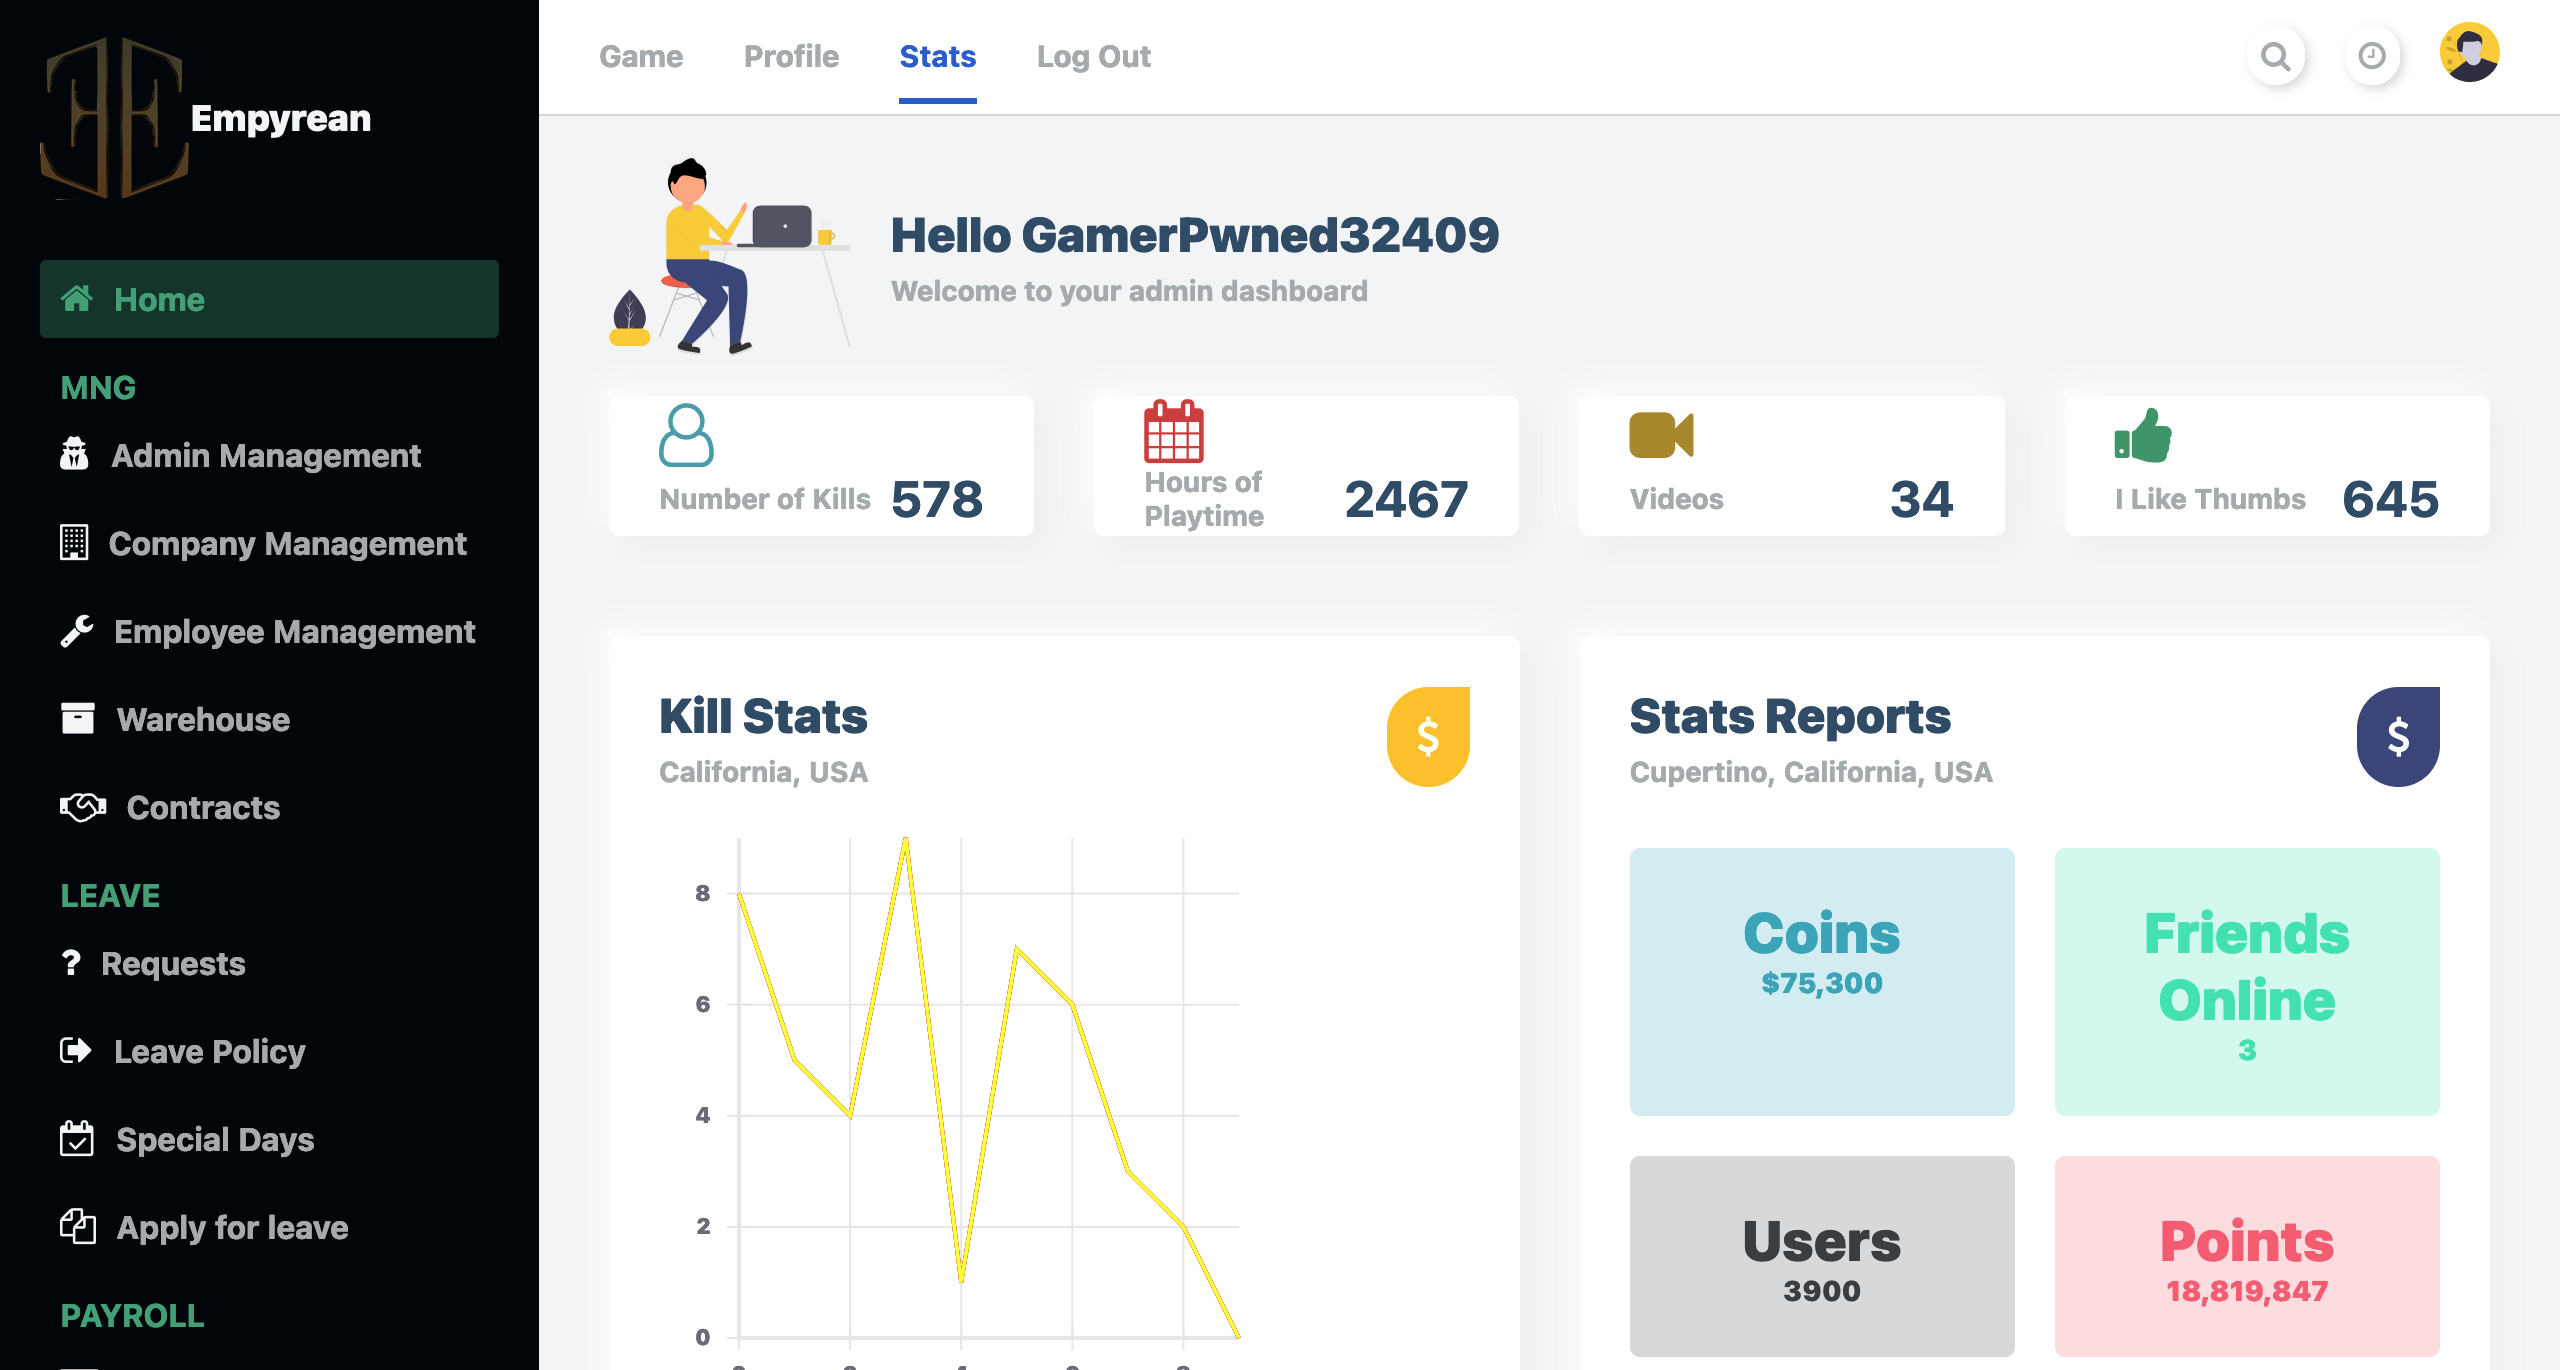 Empyrean
Home
MNG
Admin Management
Company Management
Employee Management
Warehouse
Contracts
LEAVE
Requests
Leave Policy
Special Days
Apply for leave
PAYROLL
Game Profile Stats Log Out
Hello GamerPwned32409
Welcome to your admin dashboard
Number of Kills 578
Hours of
Playtime
2467
Videos 34
I Like Thumbs 645
Kill Stats
California, USA
$
8
6
4
2
0
Stats Reports
Cupertino, California, USA
$
Coins
$75,300
Friends
Online
3
Users
3900
Points
18,819,847